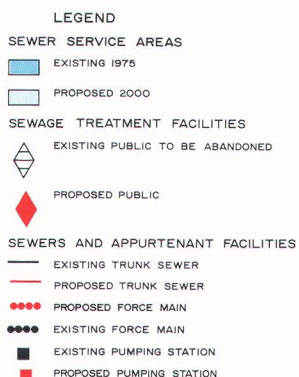 LEGEND
SEWER SERVICE AREAS
EXISTING 1975
PROPOSED 2000
SEWAGE TREATMENT FACILITIES
EXISTING PUBLIC TO BE ABANDONED
PROPOSED PUBLIC
SEWERS AND APPURTENANT FACILITIES
EXISTING TRUNK SEWER
PROPOSED TRUNK SEWER
PROPOSED FORCE MAIN
EXISTING FORCE MAIN
EXISTING PUMPING STATION
PROPOSED PUMPING STATION